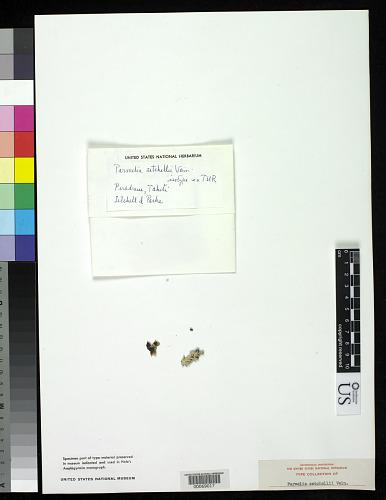 UNITED STATES NATIONAL HERBARIUM
Parmelia setchellii Vain.
isotype ex TUR
Tahiti
Setchell & Parks
cm
0 1 2 3 4 5 6 7 8 9 10
copyright reserved
US
Specimen part of type material preserved
in museum indicated and used in Hale's
Amphigymnia monograph.
UNITED STATES NATIONAL MUSEUM
00069017
TYPE COLLECTION OF
Parmelia setchellii Vain.